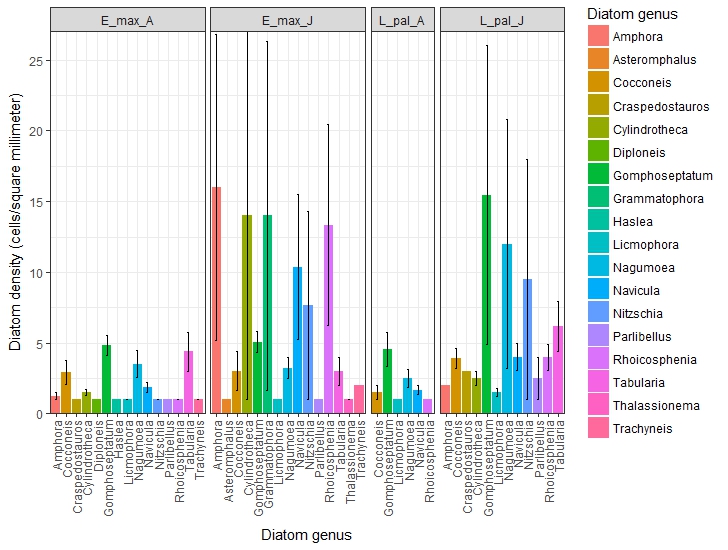 E_max_A
E_max_J
L_pal_A
L_pal_J
Diatom density (cells/square millimeter)
25
20
15
10
5
0
Amphora
Cocconeis
Craspedostauros
Cylindrotheca
Diploneis
Gomphoseptatum
Haslea
Licmophora
Nagumoea
Navicula
Nitzschia
Parlibellus
Rhoicosphenia
Tabularia
Trachyneis
Amphora
Asteromphalus
Cocconeis
Cylindrotheca
Gomphoseptatum
Grammatophora
Licmophora
Nagumoea
Navicula
Nitzschia
Parlibellus
Rhoicosphenia
Tabularia
Thalassionema
Trachyneis
Cocconeis
Gomphoseptatum
Licmophora
Nagumoea
Navicula
Rhoicosphenia
Amphora
Cocconeis
Craspedostauros
Cylindrotheca
Gomphoseptatum
Licmophora
Nagumoea
Navicula
Nitzschia
Parlibellus
Rhoicosphenia
Tabularia
Diatom genus
Diatom genus
Amphora
Asteromphalus
Cocconeis
Craspedostauros
Cylindrotheca
Diploneis
Gomphoseptatum
Grammatophora
Haslea
Licmophora
Nagumoea
Navicula
Nitzschia
Parlibellus
Rhoicosphenia
Tabularia
Thalassionema
Trachyneis